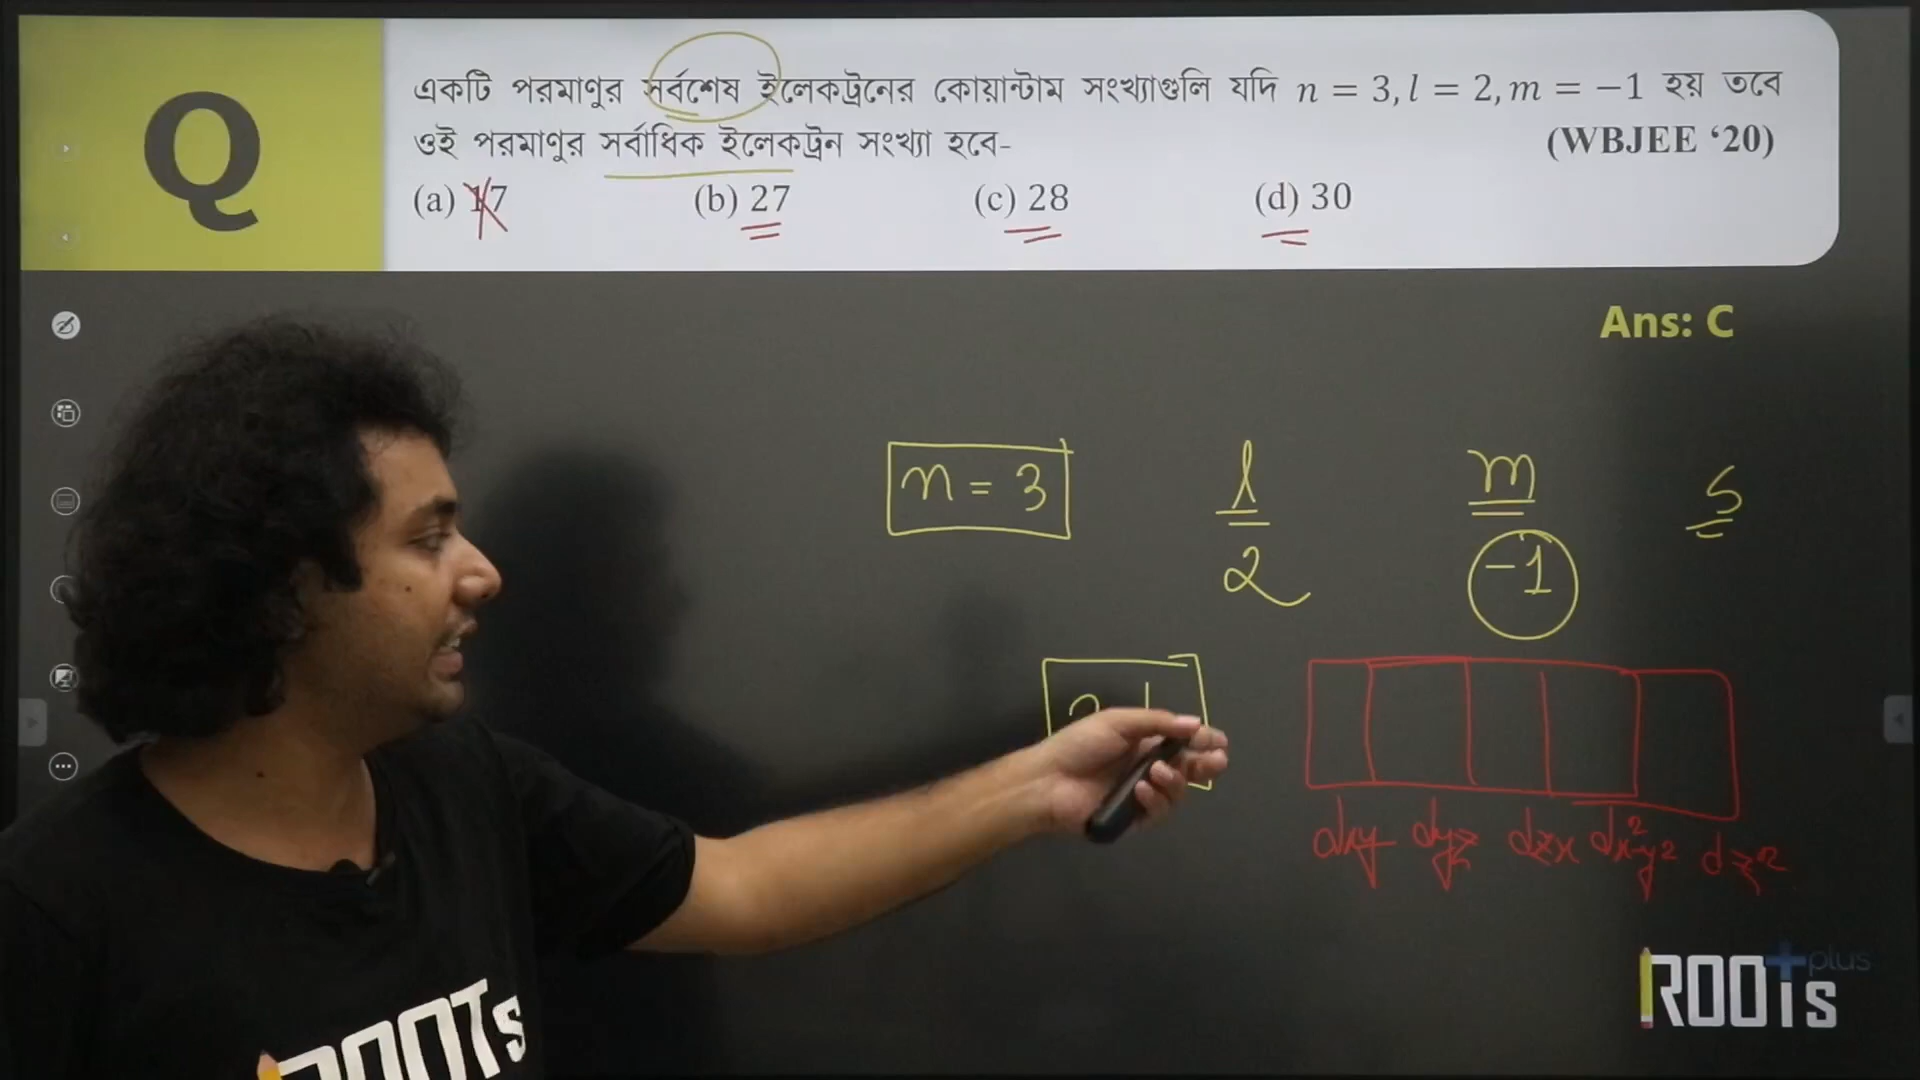 Q
একটি পরমাণুর সর্বশেষ ইলেকট্রনের কোয়ান্টাম সংখ্যাগুলি যদি n = 3, l = 2, m = −1 হয় তবে
ওই পরমাণুর সর্বাধিক ইলেকট্রন সংখ্যা হবে-
(WBJEE ‘20)
(a) 17 (b) 27 (c) 28 (d) 30
Ans: C
n = 3 l m s
2 -1
dxy dyz dzx dx²-y² dz²
ROOTs plus
ROOTs